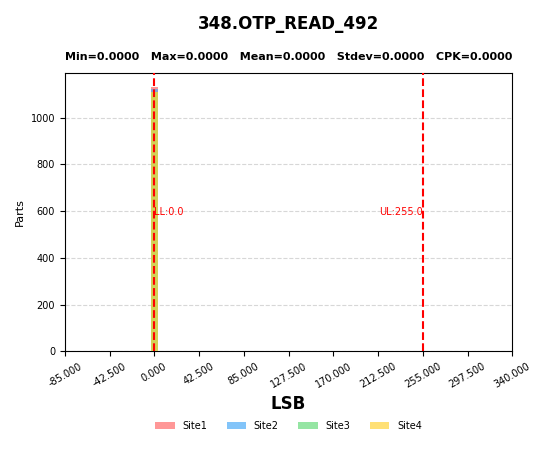 348.OTP_READ_492
Min=0.0000 Max=0.0000 Mean=0.0000 Stdev=0.0000 CPK=0.0000
1000
800
600
400
200
0
Parts
LL:0.0
UL:255.0
-85.000 -42.500 0.000 42.500 85.000 127.500 170.000 212.500 255.000 297.500 340.000
LSB
Site1 Site2 Site3 Site4